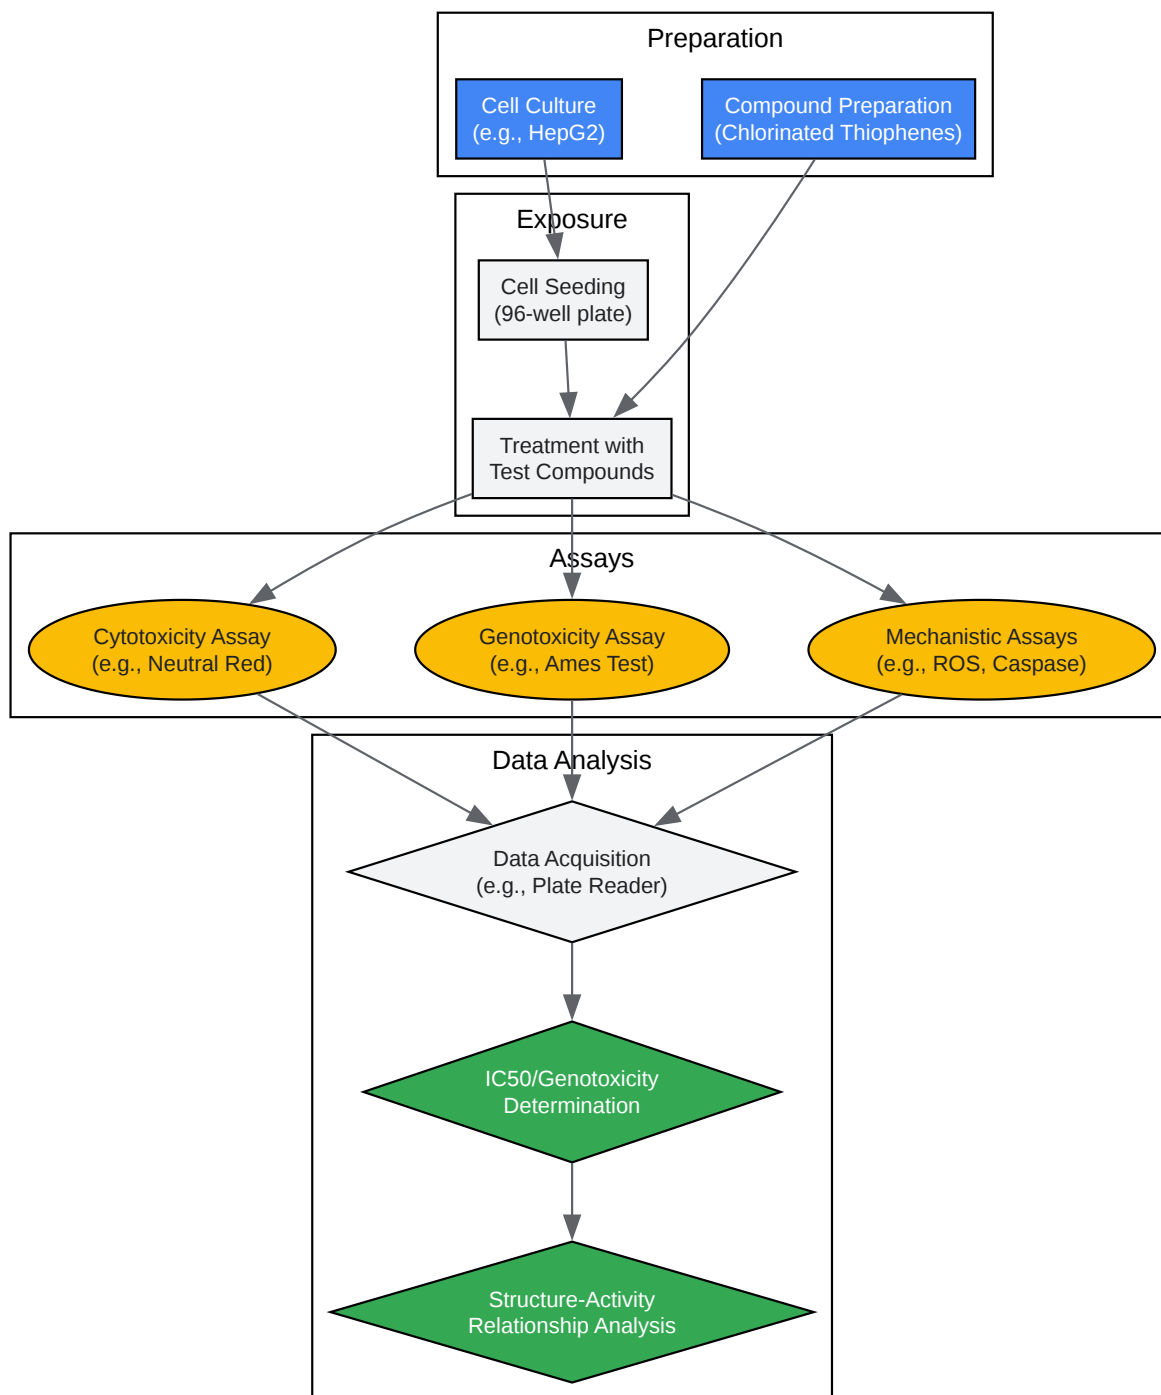 Preparation
Cell Culture
(e.g., HepG2)
Compound Preparation
(Chlorinated Thiophenes)
Exposure
Cell Seeding
(96-well plate)
Treatment with
Test Compounds
Assays
Cytotoxicity Assay
(e.g., Neutral Red)
Genotoxicity Assay
(e.g., Ames Test)
Mechanistic Assays
(e.g., ROS, Caspase)
Data Analysis
Data Acquisition
(e.g., Plate Reader)
IC50/Genotoxicity
Determination
Structure-Activity
Relationship Analysis